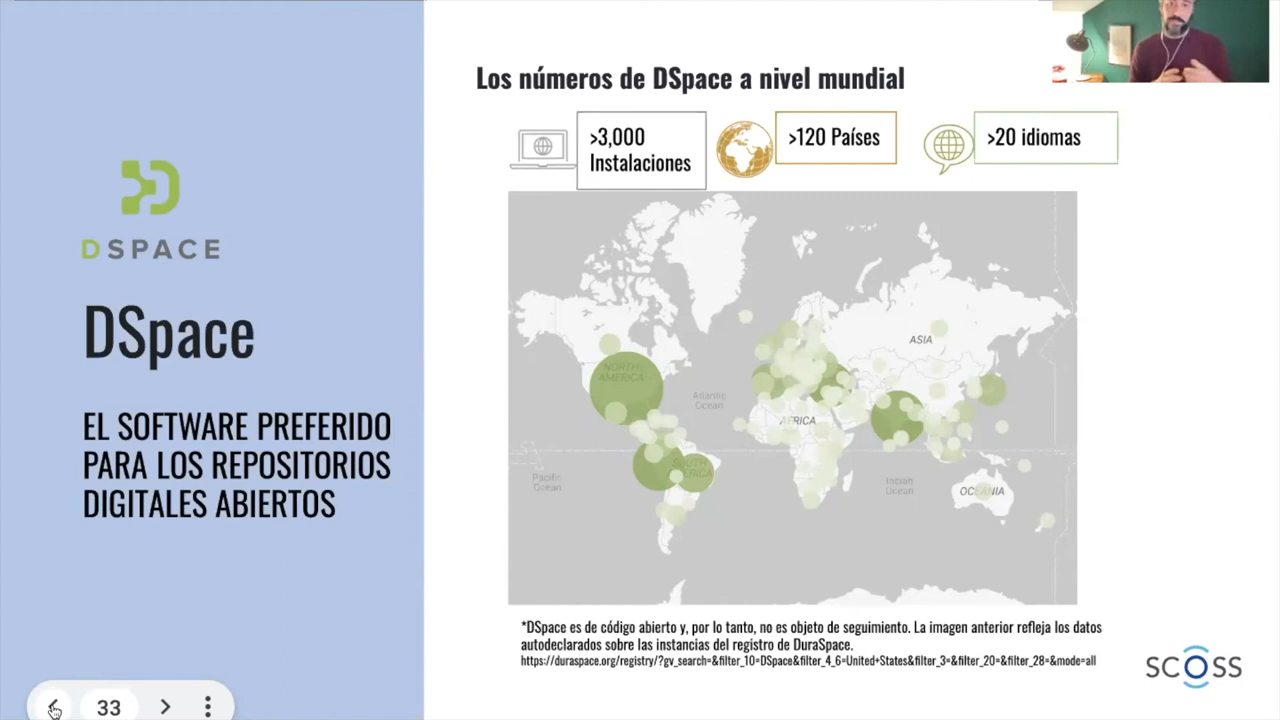 DSPACE
DSpace
EL SOFTWARE PREFERIDO
PARA LOS REPOSITORIOS
DIGITALES ABIERTOS
Los números de DSpace a nivel mundial
>3,000
Instalaciones
>120 Países
>20 idiomas
NORTH
AMERICA
ASIA
Atlantic
Ocean
AFRICA
SOUTH
AMERICA
Pacific
Ocean
Indian
Ocean
OCEANIA
*DSpace es de código abierto y, por lo tanto, no es objeto de seguimiento. La imagen anterior refleja los datos
autodeclarados sobre las instancias del registro de DuraSpace.
https://duraspace.org/registry/?gv_search=&filter_10=DSpace&filter_4_6=United+States&filter_3=&filter_20=&filter_28=&mode=all
SCOSS
33